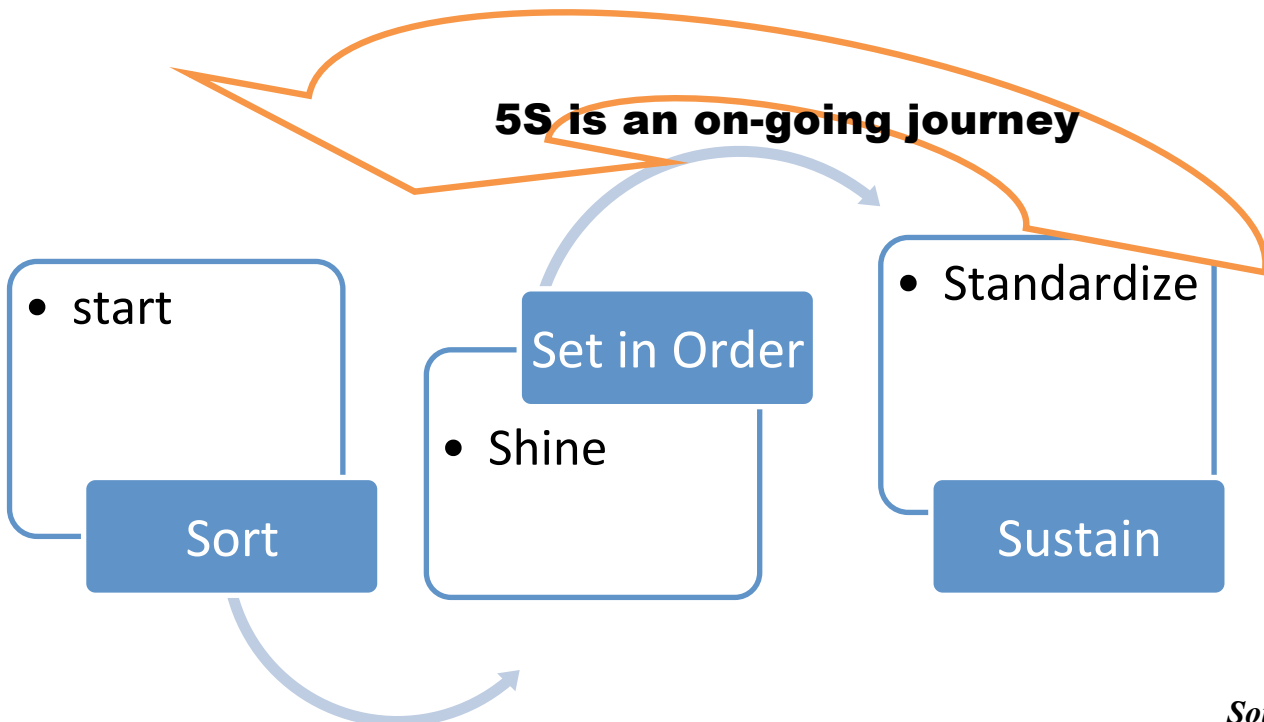 5S is an on-going journey
• start
Sort
Set in Order
• Shine
• Standardize
Sustain